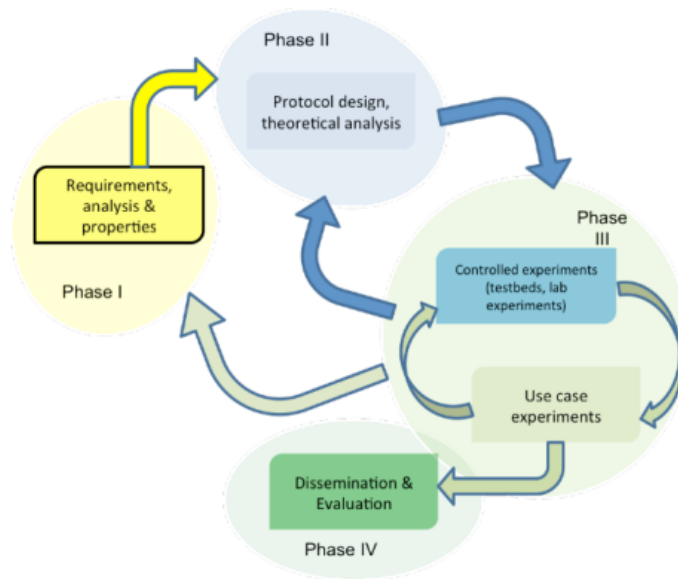 Phase II
Protocol design,
theoretical analysis
Requirements,
analysis &
properties
Phase I
Phase
III
Controlled experiments
(testbeds, lab
experiments)
Use case
experiments
Dissemination &
Evaluation
Phase IV